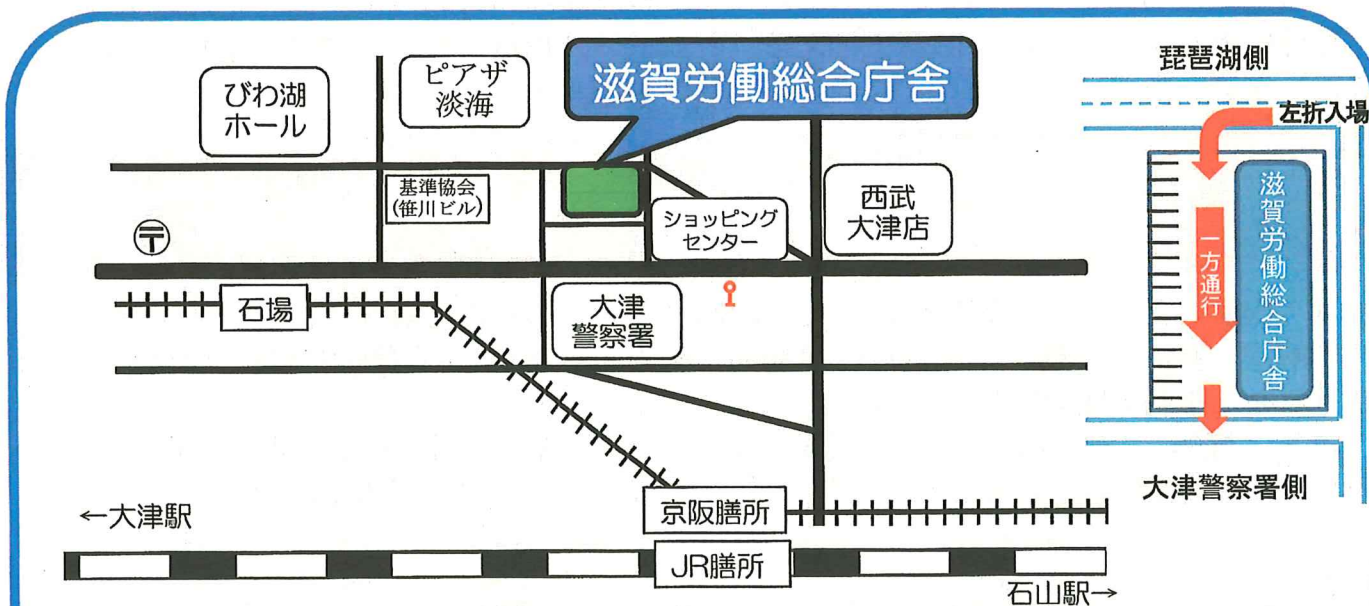 びわ湖
ホール
ピアザ
淡海
滋賀労働総合庁舎
琵琶湖側
左折入場
基準協会
(笹川ビル)
ショッピング
センター
西武
大津店
〒
石場
大津
警察署
一方通行
滋賀労働総合庁舎
大津警察署側
京阪膳所
←大津駅
JR膳所
石山駅→